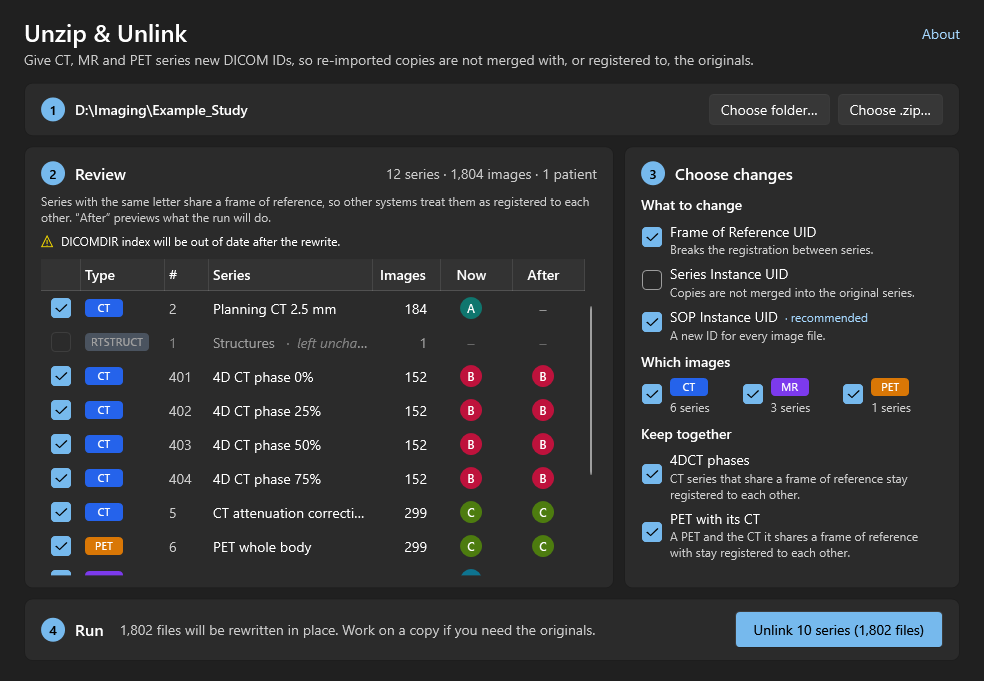 Unzip & Unlink
About
Give CT, MR and PET series new DICOM IDs, so re-imported copies are not merged with, or registered to, the originals.
1 D:\Imaging\Example_Study Choose folder... Choose .zip...
2 Review 12 series · 1,804 images · 1 patient
Series with the same letter share a frame of reference, so other systems treat them as registered to each
other. “After” previews what the run will do.
DICOMDIR index will be out of date after the rewrite.
Type # Series Images Now After
CT 2 Planning CT 2.5 mm 184 A –
RTSTRUCT 1 Structures · left uncha... 1 – –
CT 401 4D CT phase 0% 152 B B
CT 402 4D CT phase 25% 152 B B
CT 403 4D CT phase 50% 152 B B
CT 404 4D CT phase 75% 152 B B
CT 5 CT attenuation correcti... 299 C C
PET 6 PET whole body 299 C C
3 Choose changes
What to change
Frame of Reference UID
Breaks the registration between series.
Series Instance UID
Copies are not merged into the original series.
SOP Instance UID · recommended
A new ID for every image file.
Which images
CT MR PET
6 series 3 series 1 series
Keep together
4DCT phases
CT series that share a frame of reference stay
registered to each other.
PET with its CT
A PET and the CT it shares a frame of reference
with stay registered to each other.
4 Run 1,802 files will be rewritten in place. Work on a copy if you need the originals. Unlink 10 series (1,802 files)